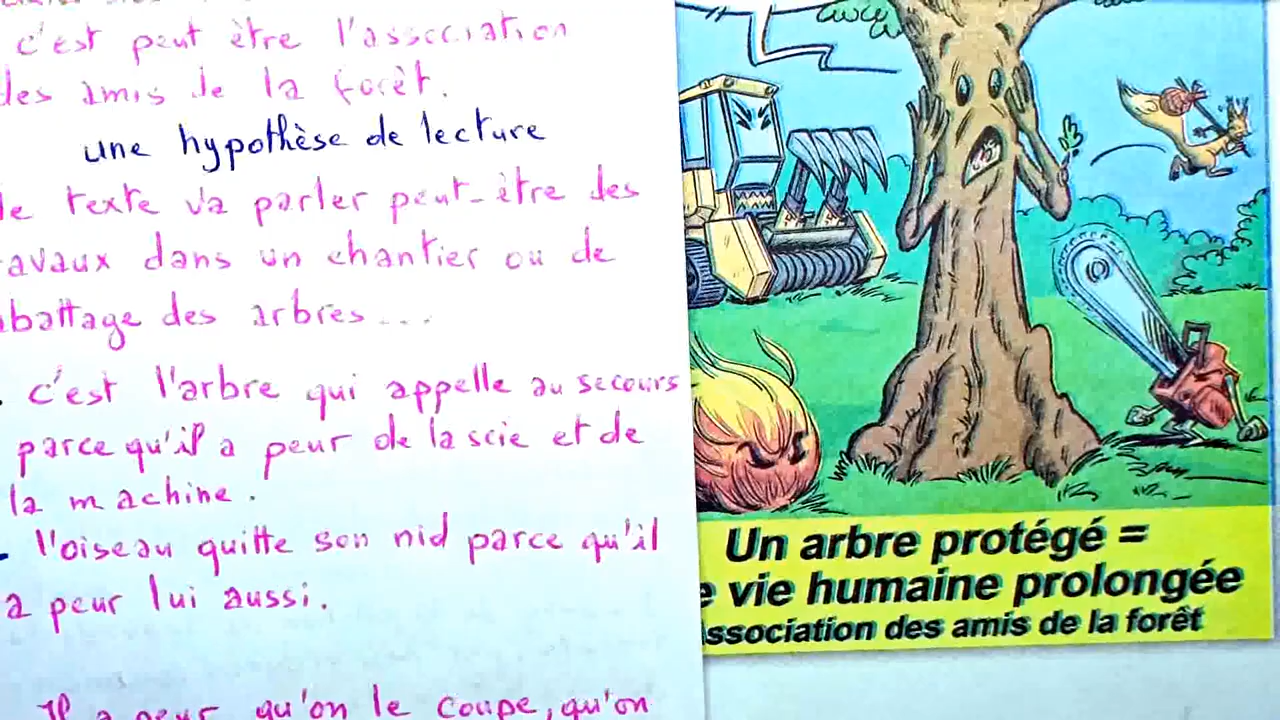 c'est peut être l'association
des amis de la forêt.
une hypothèse de lecture
le texte va parler peut-être des
avaux dans un chantier ou de
abattage des arbres...
. c'est l'arbre qui appelle au secours
parce qu'il a peur de la scie et de
la machine.
- l'oiseau quitte son nid parce qu'il
a peur lui aussi.
Il a peur qu'on le coupe, qu'on
Un arbre protégé =
e vie humaine prolongée
ssociation des amis de la forêt